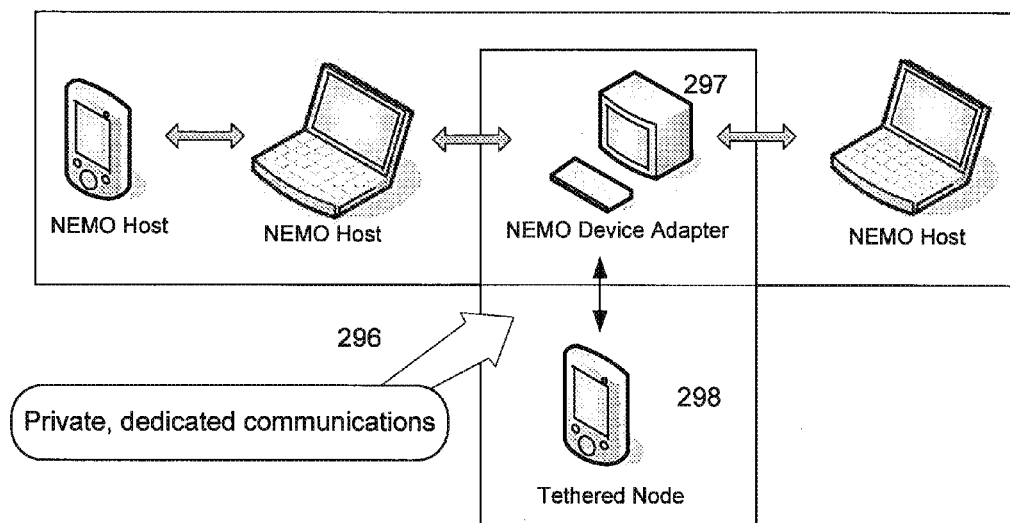 297
NEMO Host
NEMO Host
NEMO Device Adapter
NEMO Host
296
Private, dedicated communications
298
Tethered Node